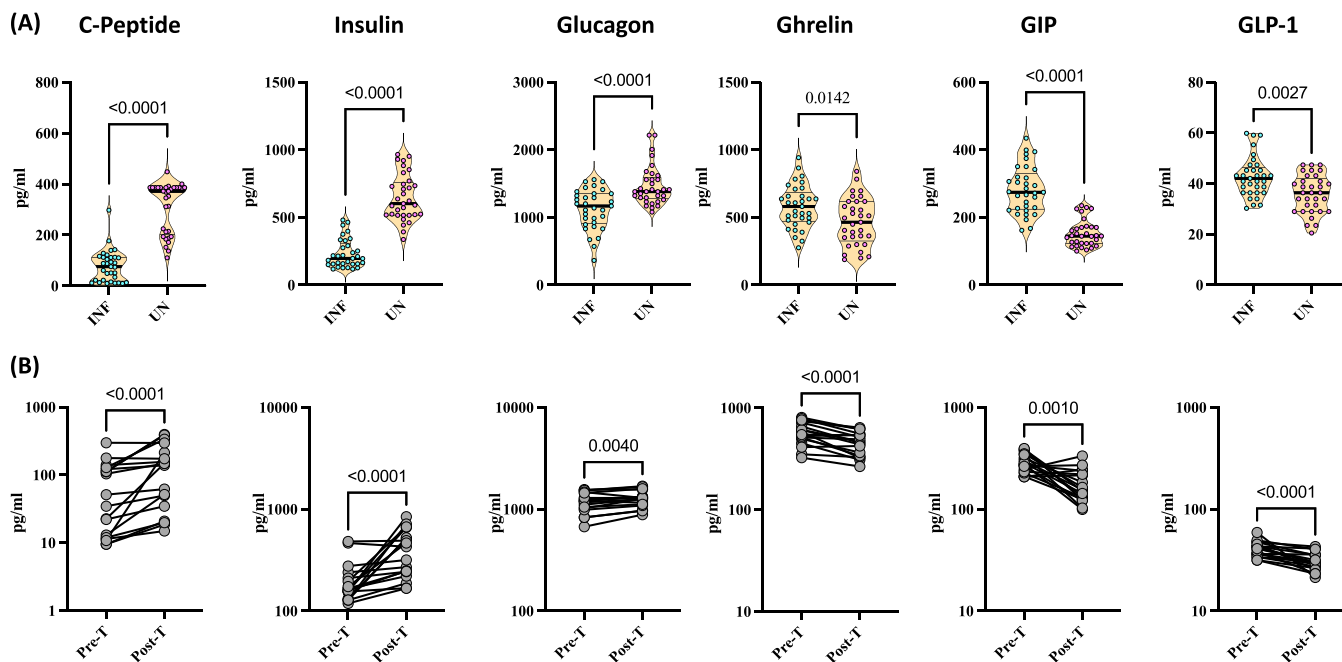 (A)
C-Peptide
Insulin
Glucagon
Ghrelin
GIP
GLP-1
<0.0001
800
600
400
200
0
pg/ml
INF
UN
<0.0001
1500
1000
500
0
pg/ml
INF
UN
<0.0001
3000
2000
1000
0
pg/ml
INF
UN
0.0142
1500
1000
500
0
pg/ml
INF
UN
<0.0001
600
400
200
0
pg/ml
INF
UN
0.0027
80
60
40
20
0
pg/ml
INF
UN
(B)
<0.0001
1000
100
10
1
pg/ml
Pre-T
Post-T
<0.0001
10000
1000
100
pg/ml
Pre-T
Post-T
0.0040
10000
1000
100
pg/ml
Pre-T
Post-T
<0.0001
1000
100
10
pg/ml
Pre-T
Post-T
0.0010
1000
100
10
pg/ml
Pre-T
Post-T
<0.0001
1000
100
10
pg/ml
Pre-T
Post-T